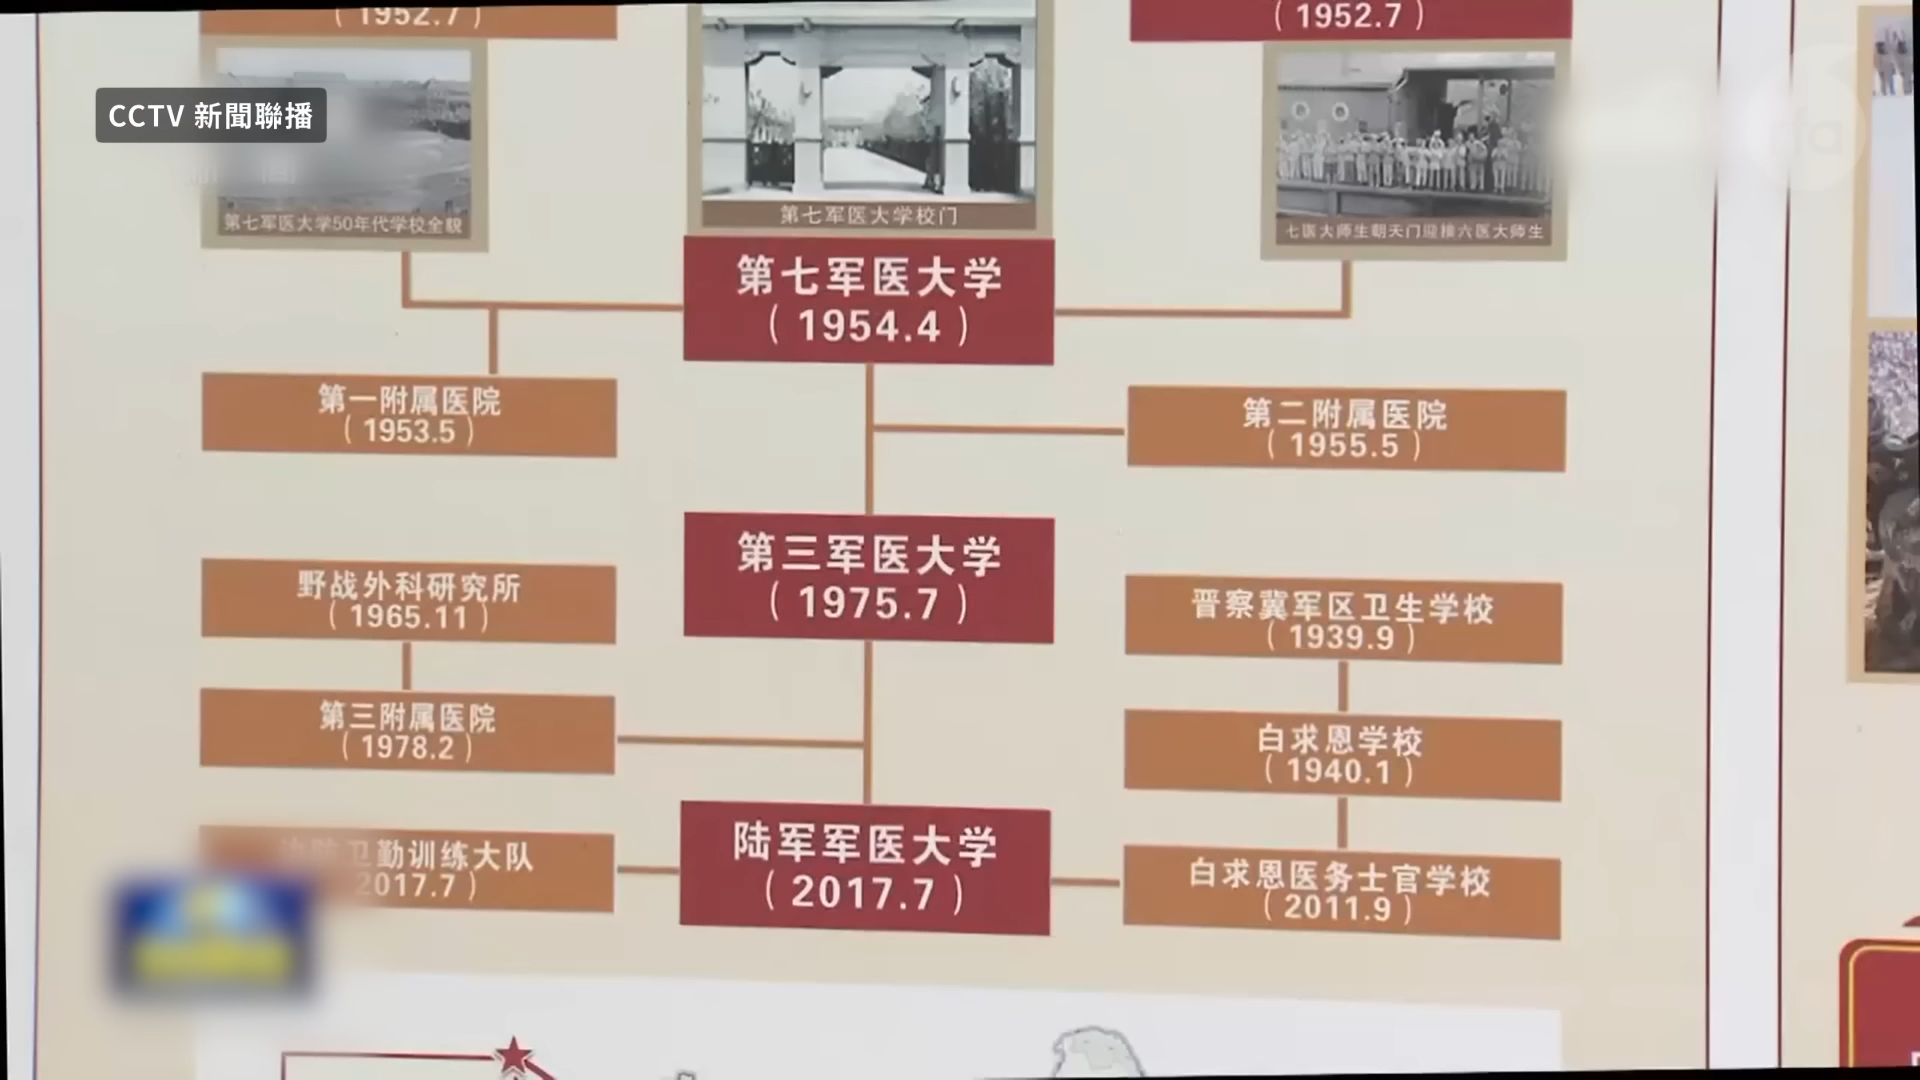 （1952.7）
（1952.7）
CCTV 新聞聯播
rfa
第七军医大学50年代学校全貌
第七军医大学校门
七医大师生朝天门迎接六医大师生
第七军医大学
（1954.4）
第一附属医院
（1953.5）
第二附属医院
（1955.5）
第三军医大学
（1975.7）
野战外科研究所
（1965.11）
晋察冀军区卫生学校
（1939.9）
第三附属医院
（1978.2）
白求恩学校
（1940.1）
卫勤训练大队
2017.7）
陆军军医大学
（2017.7）
白求恩医务士官学校
（2011.9）